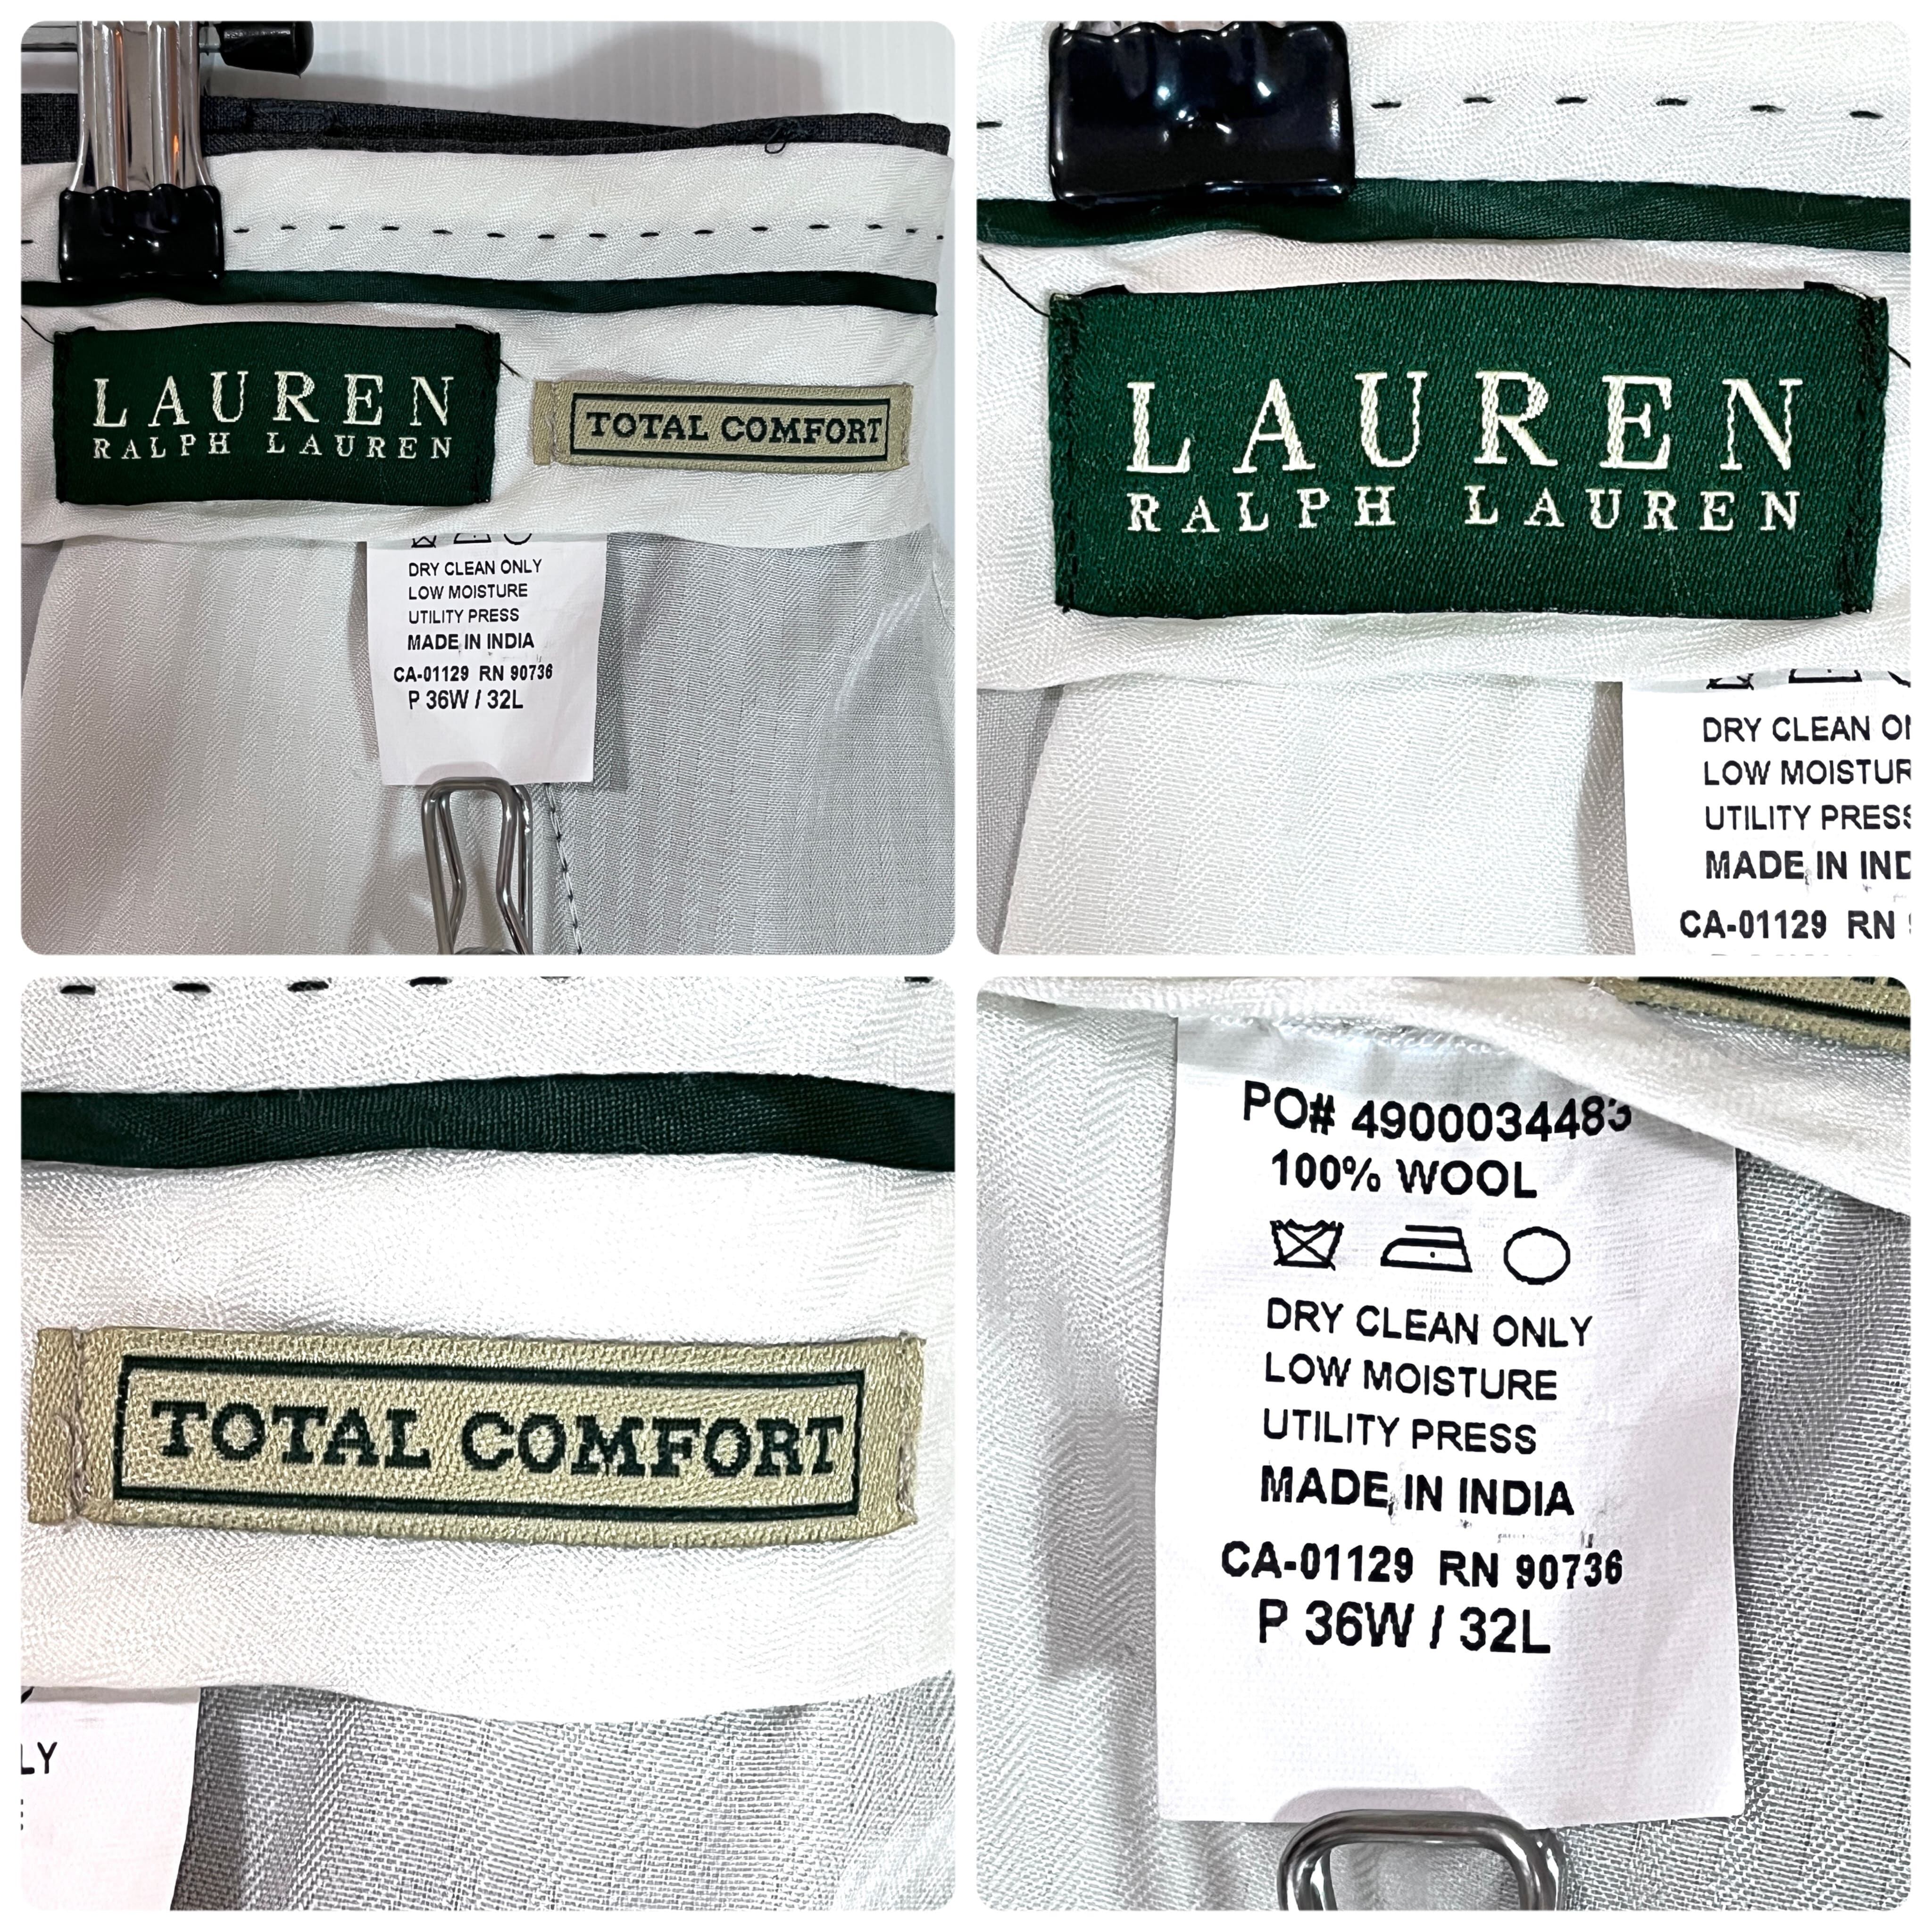 LAUREN
RALPH LAUREN
TOTAL COMFORT
DRY CLEAN ONLY
LOW MOISTURE
UTILITY PRESS
MADE IN INDIA
CA-01129 RN 90736
P 36W / 32L
LAUREN
RALPH LAUREN
DRY CLEAN
LOW MOISTUR
UTILITY PRESS
MADE IN IND
CA-01129 RN
TOTAL COMFORT
LY
PO# 4900034483
100% WOOL
DRY CLEAN ONLY
LOW MOISTURE
UTILITY PRESS
MADE IN INDIA
CA-01129 RN 90736
P 36W / 32L